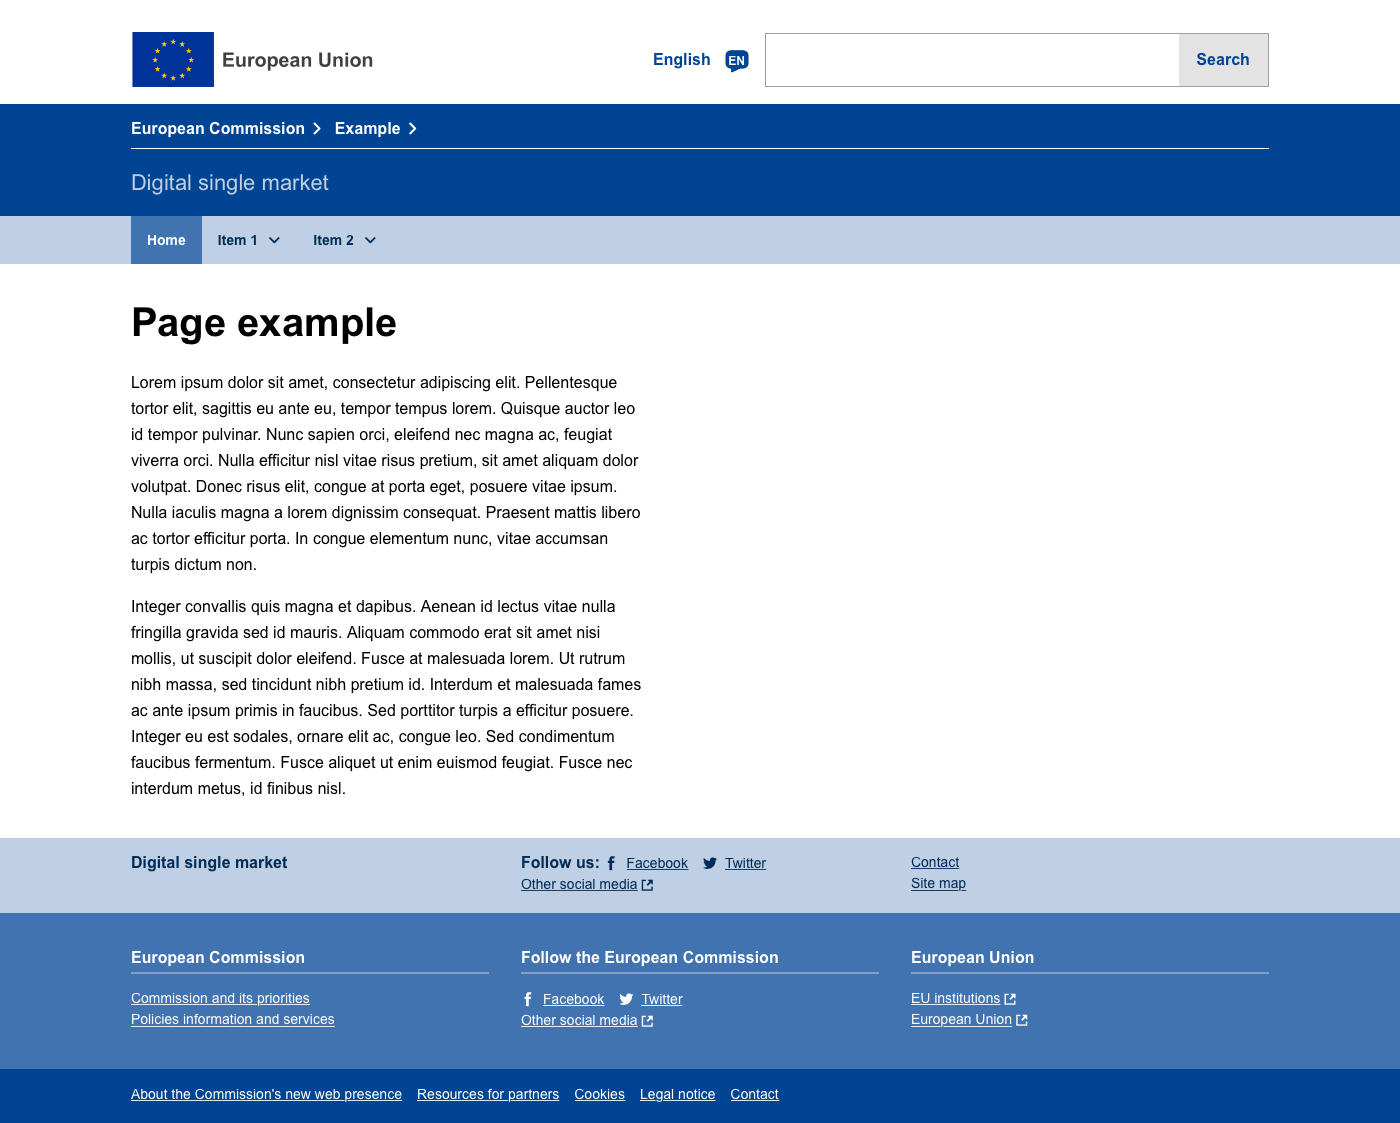 European Union
English EN Search
European Commission Example
Digital single market
Home Item 1 Item 2
Page example
Lorem ipsum dolor sit amet, consectetur adipiscing elit. Pellentesque
tortor elit, sagittis eu ante eu, tempor tempus lorem. Quisque auctor leo
id tempor pulvinar. Nunc sapien orci, eleifend nec magna ac, feugiat
viverra orci. Nulla efficitur nisl vitae risus pretium, sit amet aliquam dolor
volutpat. Donec risus elit, congue at porta eget, posuere vitae ipsum.
Nulla iaculis magna a lorem dignissim consequat. Praesent mattis libero
ac tortor efficitur porta. In congue elementum nunc, vitae accumsan
turpis dictum non.
Integer convallis quis magna et dapibus. Aenean id lectus vitae nulla
fringilla gravida sed id mauris. Aliquam commodo erat sit amet nisi
mollis, ut suscipit dolor eleifend. Fusce at malesuada lorem. Ut rutrum
nibh massa, sed tincidunt nibh pretium id. Interdum et malesuada fames
ac ante ipsum primis in faucibus. Sed porttitor turpis a efficitur posuere.
Integer eu est sodales, ornare elit ac, congue leo. Sed condimentum
faucibus fermentum. Fusce aliquet ut enim euismod feugiat. Fusce nec
interdum metus, id finibus nisl.
Digital single market
Follow us: Facebook Twitter
Other social media
Contact
Site map
European Commission
Commission and its priorities
Policies information and services
Follow the European Commission
Facebook Twitter
Other social media
European Union
EU institutions
European Union
About the Commission's new web presence Resources for partners Cookies Legal notice Contact